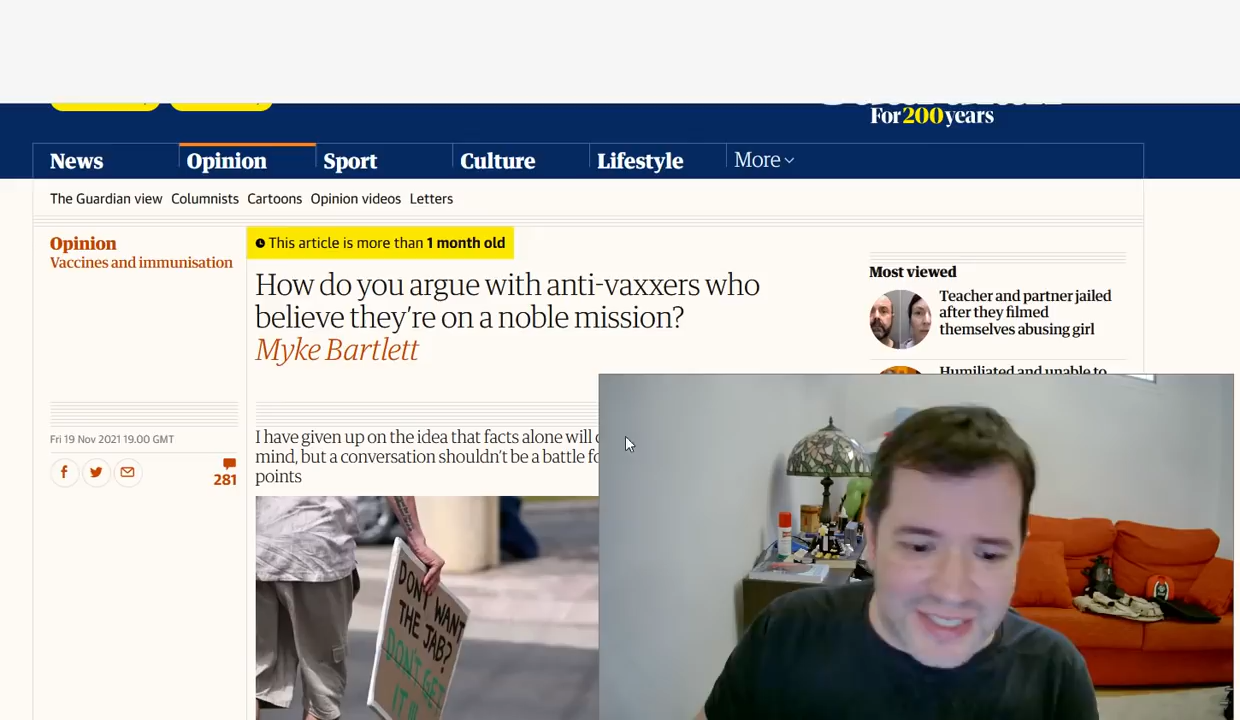 For 200 years
News
Opinion
Sport
Culture
Lifestyle
More
The Guardian view
Columnists
Cartoons
Opinion videos
Letters
Opinion
Vaccines and immunisation
This article is more than 1 month old
How do you argue with anti-vaxxers who
believe they're on a noble mission?
Myke Bartlett
Fri 19 Nov 2021 19.00 GMT
281
I have given up on the idea that facts alone will
mind, but a conversation shouldn't be a battle
points
DON'T WANT
THE JAB?
DON'T GET
IT
Most viewed
Teacher and partner jailed
after they filmed
themselves abusing girl
Humiliated and unable to